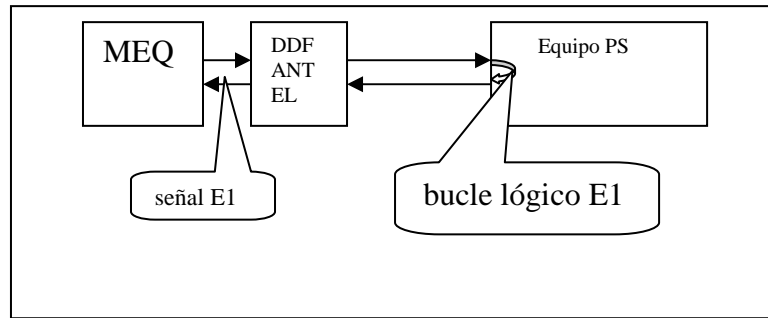 MEQ
DDF
ANT
EL
Equipo PS
señal E1
bucle lógico E1